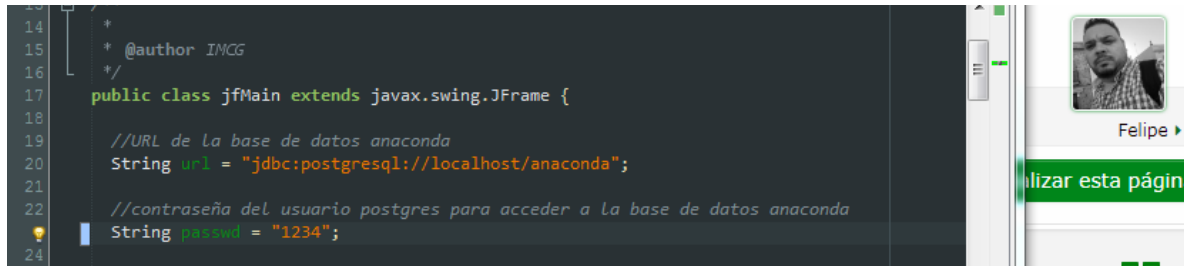 13 /**
14 *
15 * @author IMCG
16 */
17 public class jfMain extends javax.swing.JFrame {
18
19 //URL de la base de datos anaconda
20 String url = "jdbc:postgresql://localhost/anaconda";
21
22 //contraseña del usuario postgres para acceder a la base de datos anaconda
String passwd = "1234";
24
Felipe
lizar esta págin